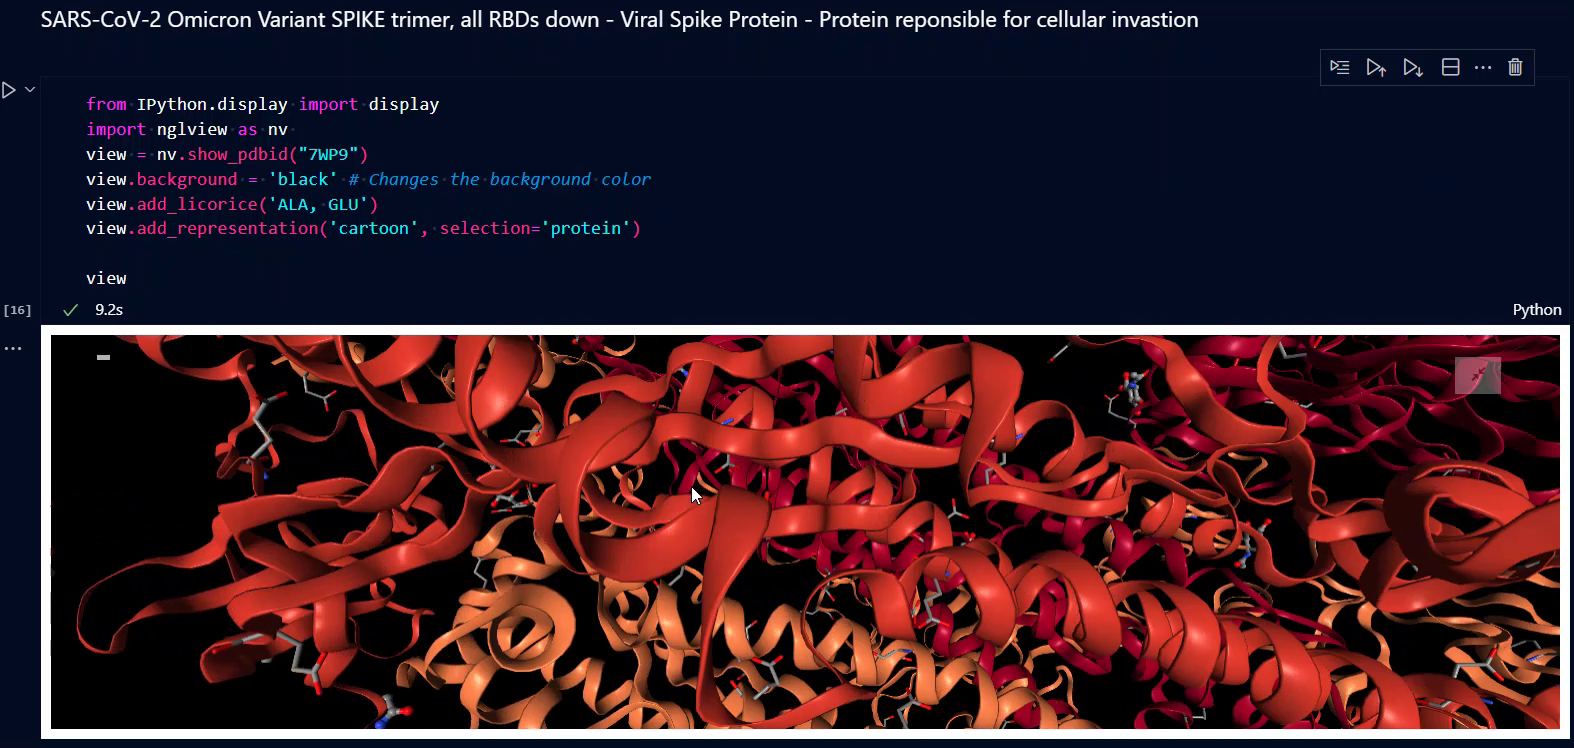 SARS-CoV-2 Omicron Variant SPIKE trimer, all RBDs down - Viral Spike Protein - Protein reponsible for cellular invastion
from IPython.display import display
import nglview as nv
view = nv.show_pdbid("7WP9")
view.background = 'black' # Changes the background color
view.add_licorice('ALA, GLU')
view.add_representation('cartoon', selection='protein')
view
[16] 9.2s Python